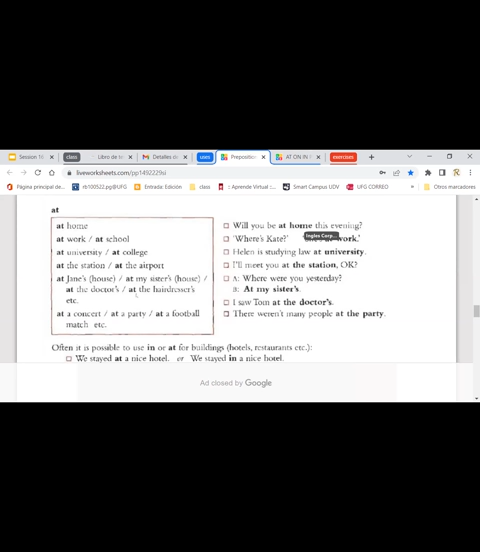 Session 16
class
Libro de te
Detalles de
uses
Preposition
AT ON IN P
exercises
liveworksheets.com/pp1492229si
Página principal de...
rb100522.pg@UFG
Entrada: Edición
class
:: Aprende Virtual ::...
Smart Campus UDV
UFG CORREO
Otros marcadores
at
at home
at work / at school
at university / at college
at the station / at the airport
at Jane's (house) / at my sister's (house) /
at the doctor's / at the hairdresser's
etc.
at a concert / at a party / at a football
match etc.
Will you be at home this evening?
'Where's Kate?' at work.'
Ingles Corp...
Helen is studying law at university.
I'll meet you at the station, OK?
A: Where were you yesterday?
B: At my sister's.
I saw Tom at the doctor's.
There weren't many people at the party.
Often it is possible to use in or at for buildings (hotels, restaurants etc.):
We stayed at a nice hotel. or We stayed in a nice hotel.
Ad closed by Google